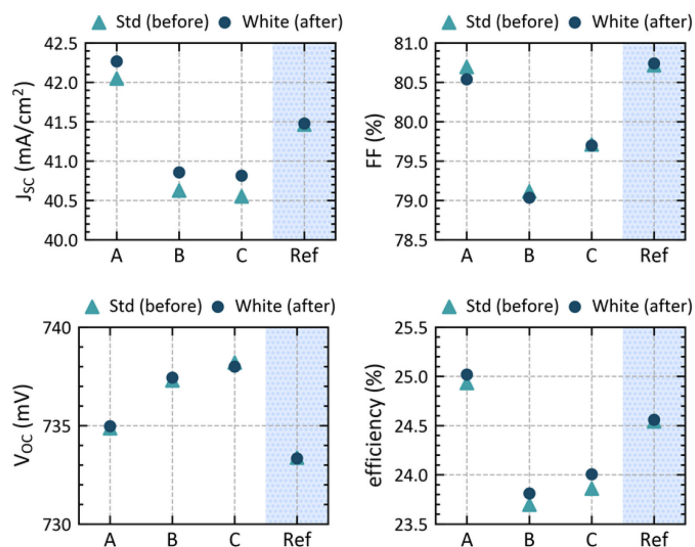 Std (before) White (after)
42.5
42.0
41.5
41.0
40.5
40.0
J_SC (mA/cm²)
A B C Ref
Std (before) White (after)
81.0
80.5
80.0
79.5
79.0
78.5
FF (%)
A B C Ref
Std (before) White (after)
740
735
730
V_OC (mV)
A B C Ref
Std (before) White (after)
25.5
25.0
24.5
24.0
23.5
efficiency (%)
A B C Ref